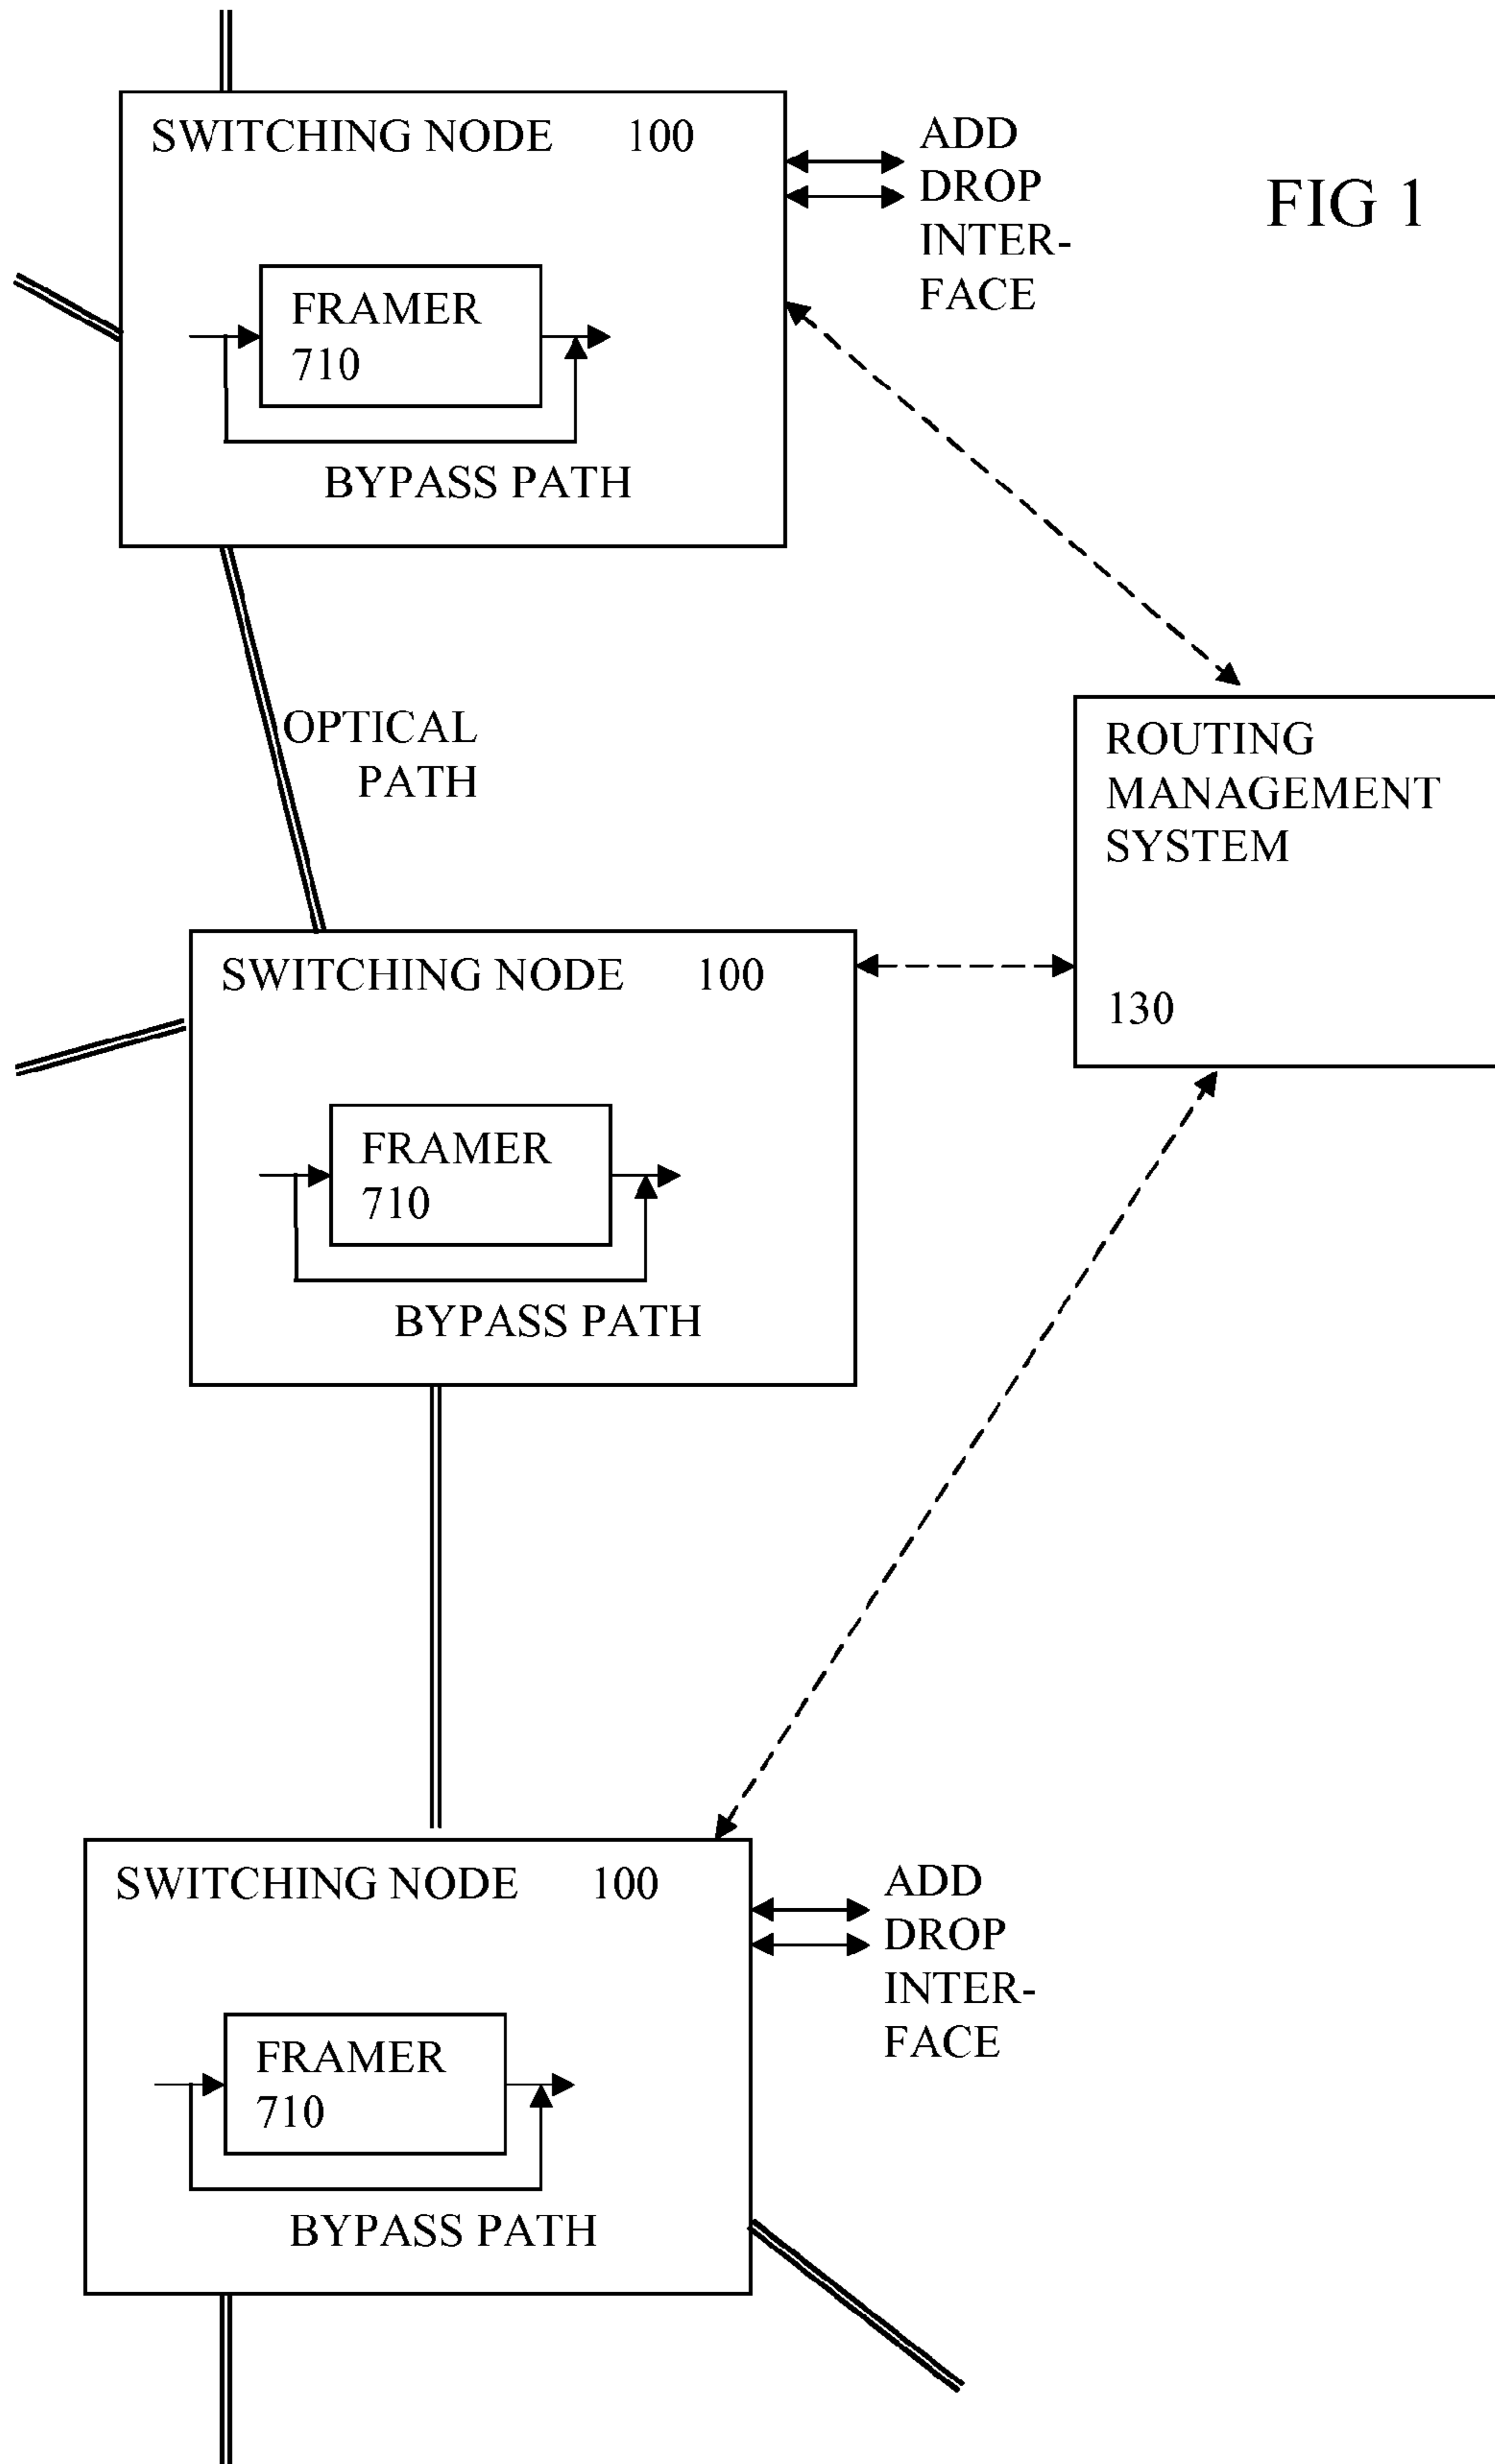 SWITCHING NODE 100
ADD
DROP
INTER-
FACE
FIG 1
FRAMER
710
BYPASS PATH
OPTICAL
PATH
ROUTING
MANAGEMENT
SYSTEM
130
SWITCHING NODE 100
FRAMER
710
BYPASS PATH
SWITCHING NODE 100
ADD
DROP
INTER-
FACE
FRAMER
710
BYPASS PATH